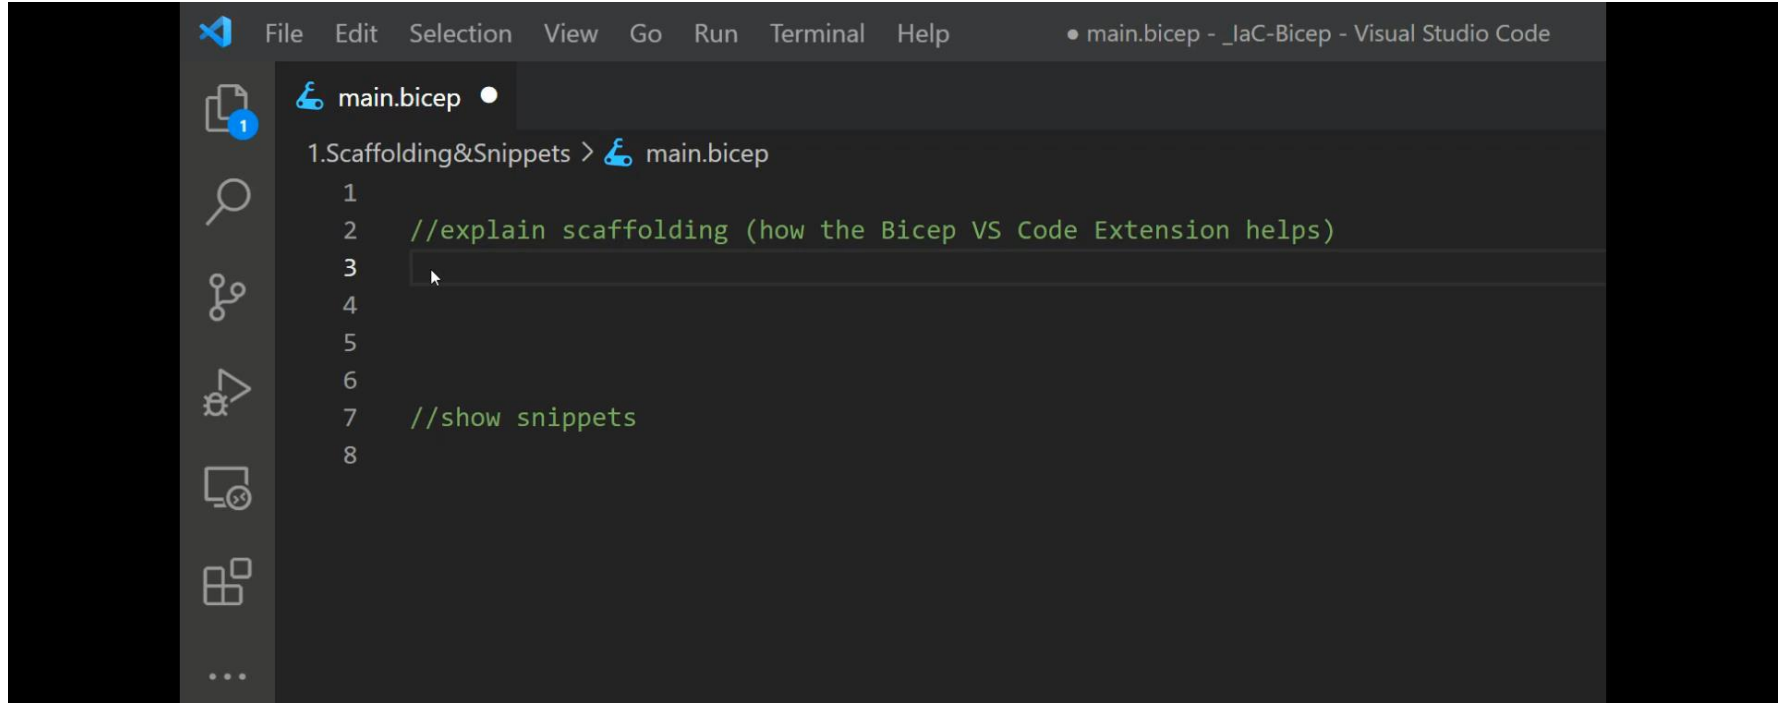 File Edit Selection View Go Run Terminal Help ● main.bicep - _IaC-Bicep - Visual Studio Code
main.bicep ●
1
1.Scaffolding&Snippets > main.bicep
1
2 //explain scaffolding (how the Bicep VS Code Extension helps)
3
4
5
6
7 //show snippets
8